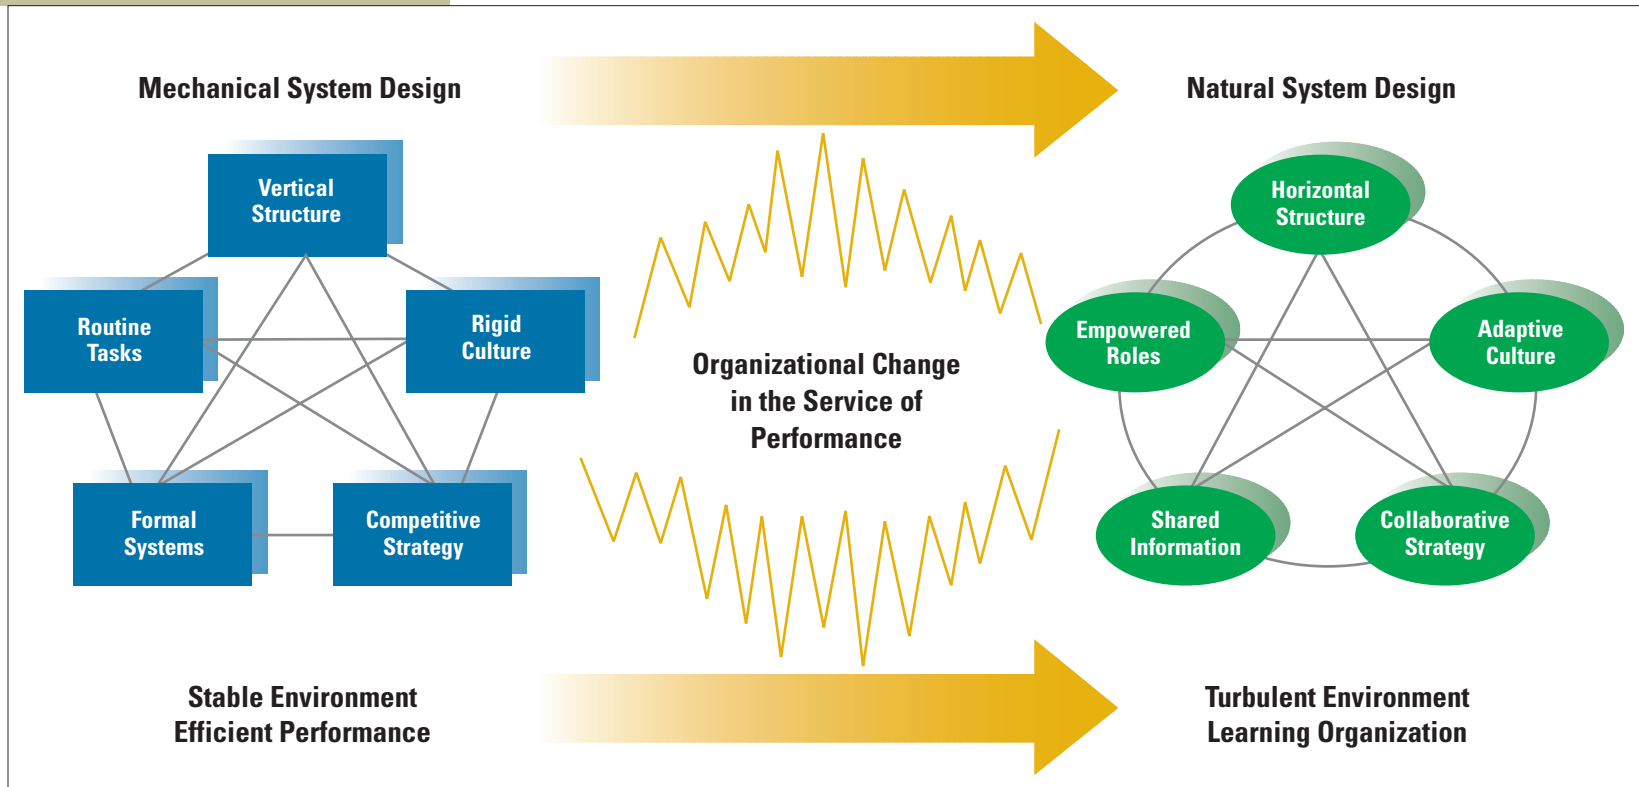 Mechanical System Design
Natural System Design
Vertical
Structure
Routine
Tasks
Rigid
Culture
Formal
Systems
Competitive
Strategy
Organizational Change
in the Service of
Performance
Horizontal
Structure
Empowered
Roles
Adaptive
Culture
Shared
Information
Collaborative
Strategy
Stable Environment
Efficient Performance
Turbulent Environment
Learning Organization